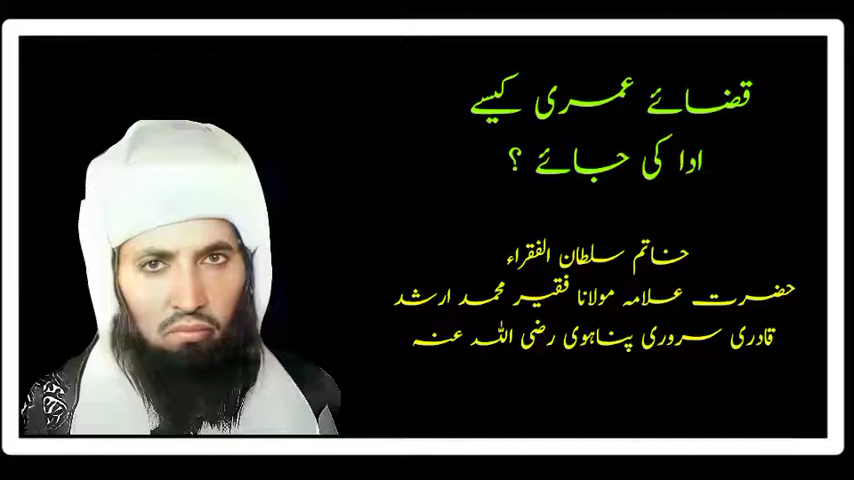 قضائے عمری کیسے
ادا کی جائے ؟
خاتم سلطان الفقراء
حضرت علامہ مولانا فقیر محمد ارشد
قادری سروری پناہوی رضی اللہ عنہ